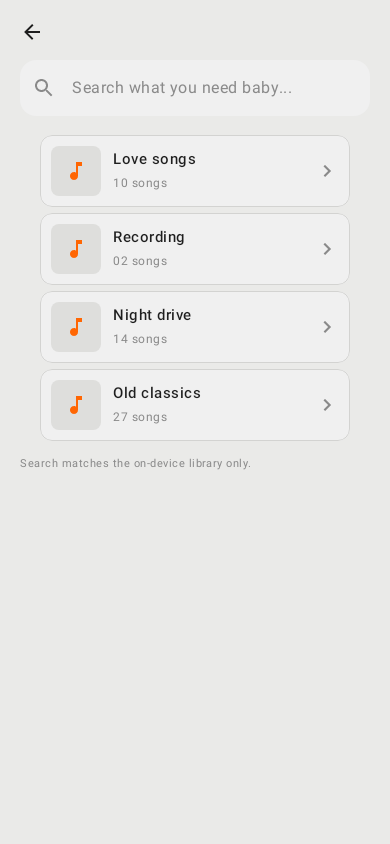 Search what you need baby...
Love songs
10 songs
Recording
02 songs
Night drive
14 songs
Old classics
27 songs
Search matches the on-device library only.